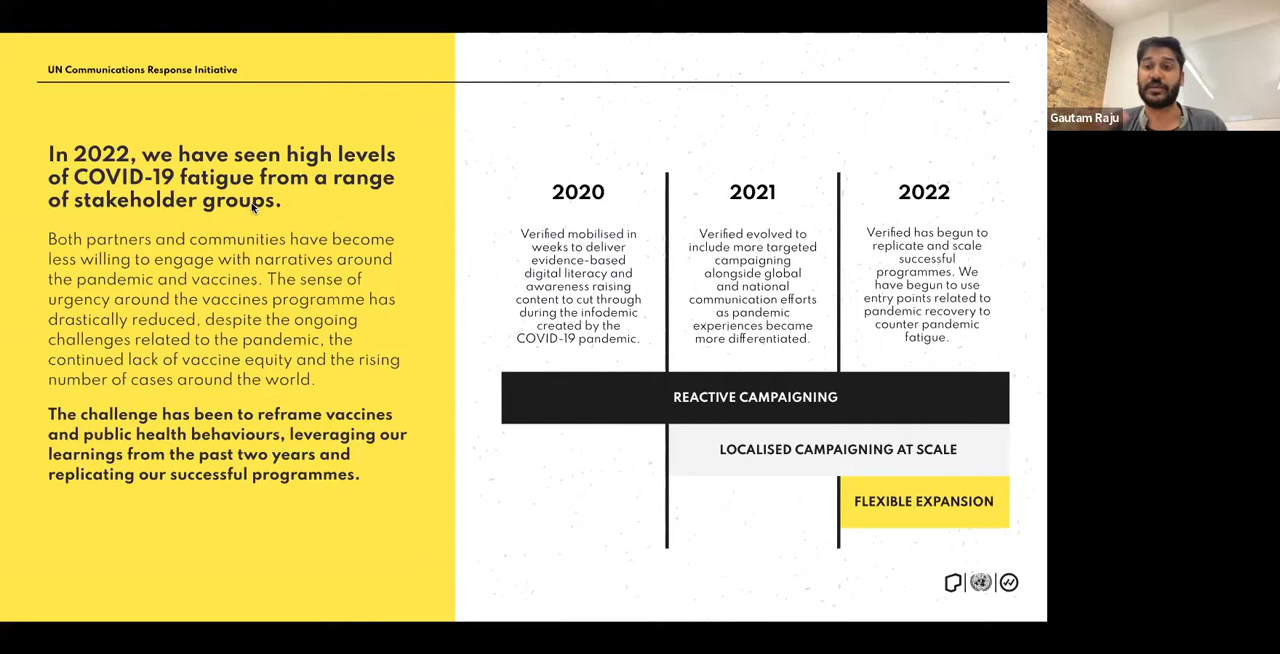 UN Communications Response Initiative
In 2022, we have seen high levels
of COVID-19 fatigue from a range
of stakeholder groups.
Both partners and communities have become
less willing to engage with narratives around
the pandemic and vaccines. The sense of
urgency around the vaccines programme has
drastically reduced, despite the ongoing
challenges related to the pandemic, the
continued lack of vaccine equity and the rising
number of cases around the world.
The challenge has been to reframe vaccines
and public health behaviours, leveraging our
learnings from the past two years and
replicating our successful programmes.
2020
Verified mobilised in
weeks to deliver
evidence-based
digital literacy and
awareness raising
content to cut through
during the infodemic
created by the
COVID-19 pandemic.
2021
Verified evolved to
include more targeted
campaigning
alongside global
and national
communication efforts
as pandemic
experiences became
more differentiated.
2022
Verified has begun to
replicate and scale
successful
programmes. We
have begun to use
entry points related to
pandemic recovery to
counter pandemic
fatigue.
REACTIVE CAMPAIGNING
LOCALISED CAMPAIGNING AT SCALE
FLEXIBLE EXPANSION
Gautam Raju